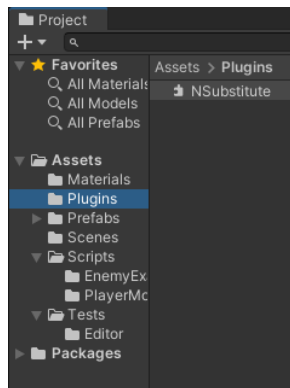 Project
Favorites
All Materials
All Models
All Prefabs
Assets
Materials
Plugins
Prefabs
Scenes
Scripts
EnemyEx
PlayerMo
Tests
Editor
Packages
Assets > Plugins
NSubstitute